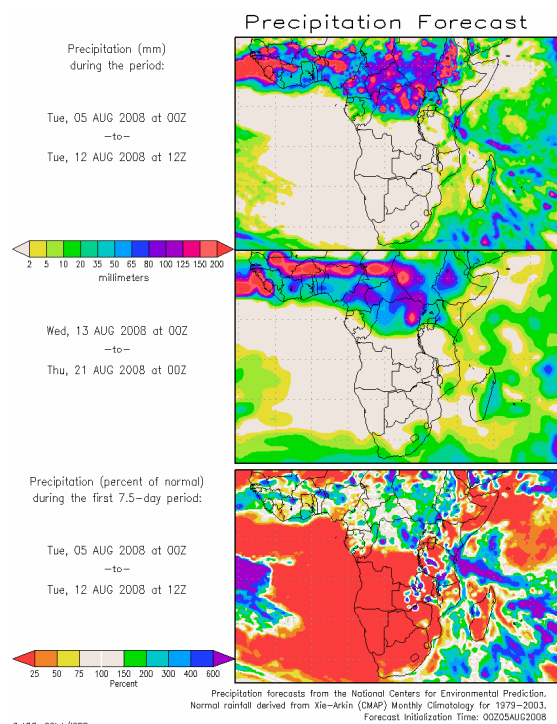 Precipitation Forecast
Precipitation (mm)
during the period:
Tue, 05 AUG 2008 at 00Z
-to-
Tue, 12 AUG 2008 at 12Z
2 5 10 20 35 50 65 80 100 125 150 200
millimeters
Wed, 13 AUG 2008 at 00Z
-to-
Thu, 21 AUG 2008 at 00Z
Precipitation (percent of normal)
during the first 7.5-day period:
Tue, 05 AUG 2008 at 00Z
-to-
Tue, 12 AUG 2008 at 12Z
25 50 75 100 150 200 300 400 600
Percent
Precipitation forecasts from the National Centers for Environmental Prediction.
Normal rainfall derived from Xie-Arkin (CMAP) Monthly Climatology for 1979-2003.
Forecast Initialization Time: 00Z05AUG2008